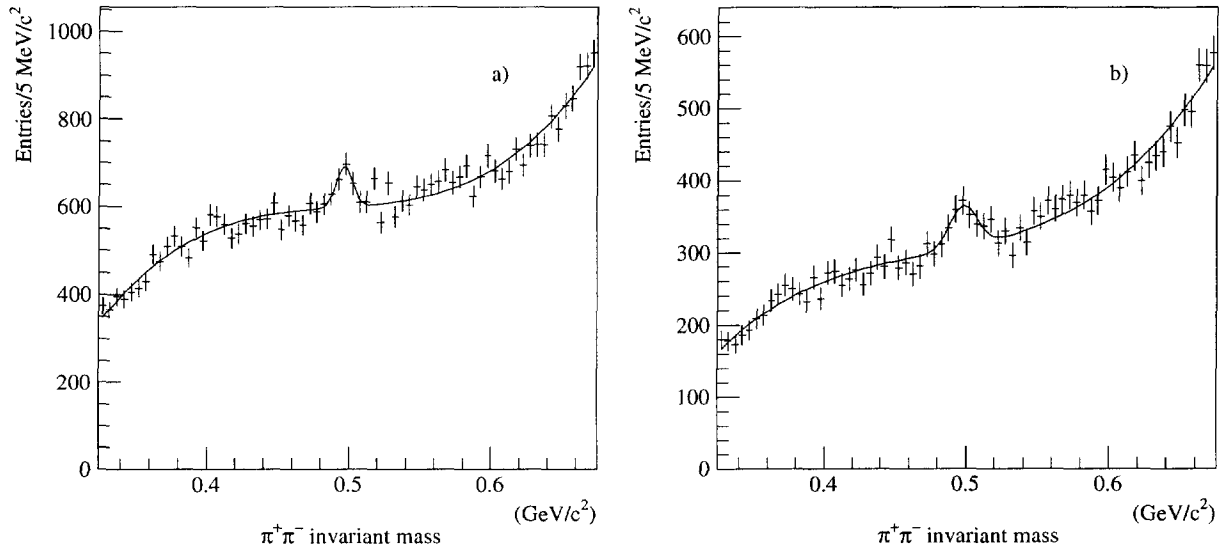 Entries/5 MeV/c²
1000
800
600
400
200
0
a)
0.4
0.5
0.6
(GeV/c²)
π⁺π⁻ invariant mass
Entries/5 MeV/c²
600
500
400
300
200
100
0
b)
0.4
0.5
0.6
(GeV/c²)
π⁺π⁻ invariant mass